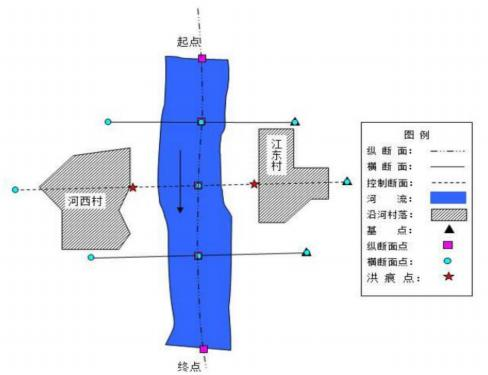 起点
江东村
河西村
终点
图 例
纵 断 面：
横 断 面：
控制断面：
河 流：
沿河村落：
基 点：
纵断面点
横断面点：
洪 痕 点：